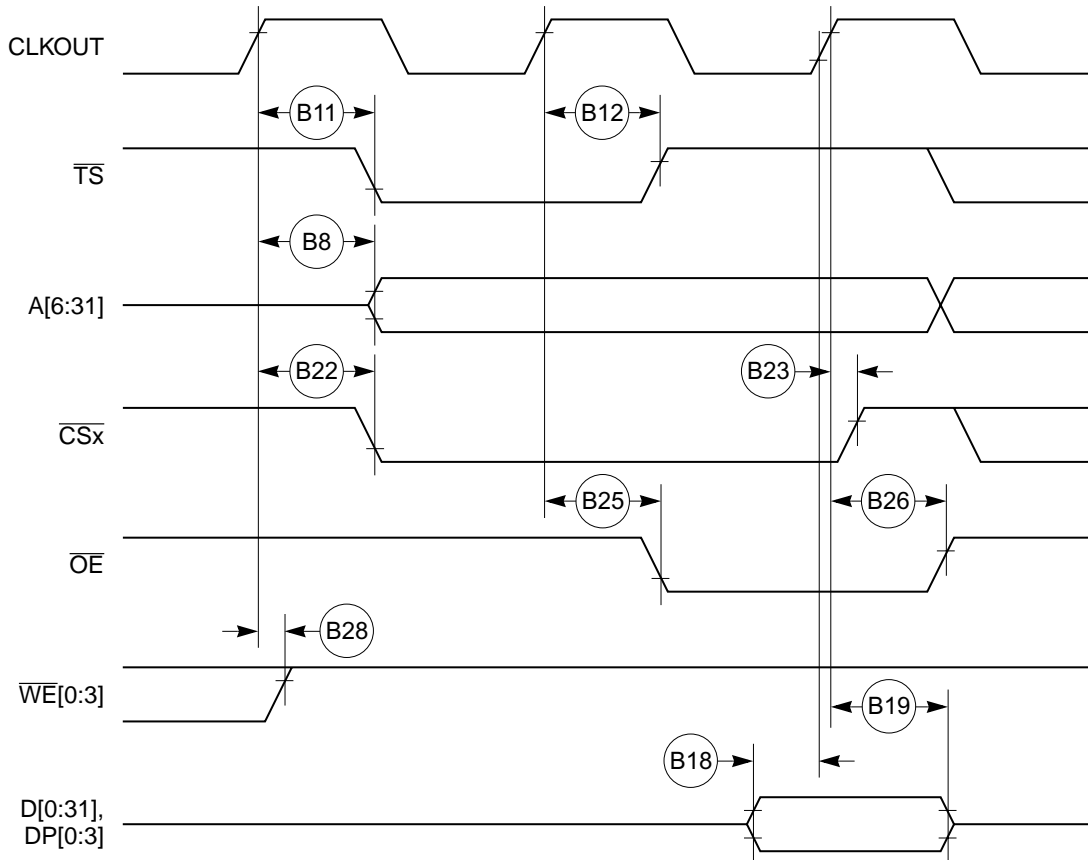 CLKOUT
B11
B12
TS
B8
A[6:31]
B22
B23
CSx
B25
B26
OE
B28
WE[0:3]
B19
B18
D[0:31],
DP[0:3]